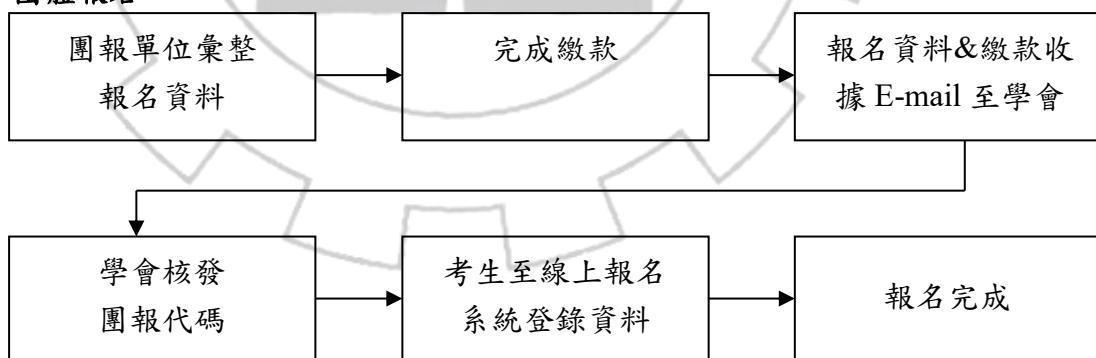 團報單位彙整
報名資料
完成繳款
報名資料&繳款收
據 E-mail 至學會
學會核發
團報代碼
考生至線上報名
系統登錄資料
報名完成